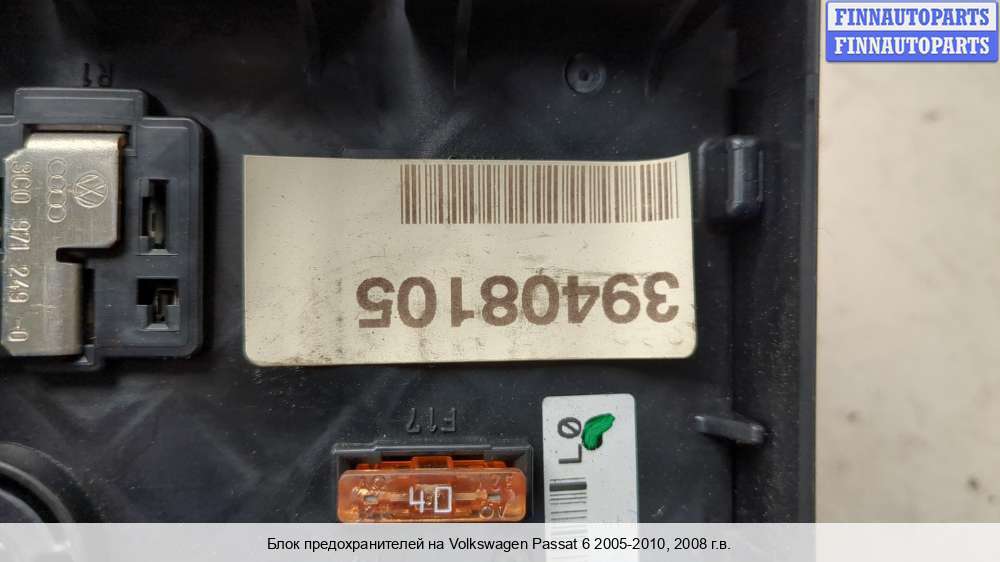 FINNAUTOPARTS
FINNAUTOPARTS
R1
3C0 971 249
39408105
F17
L0
40
Блок предохранителей на Volkswagen Passat 6 2005-2010, 2008 г.в.